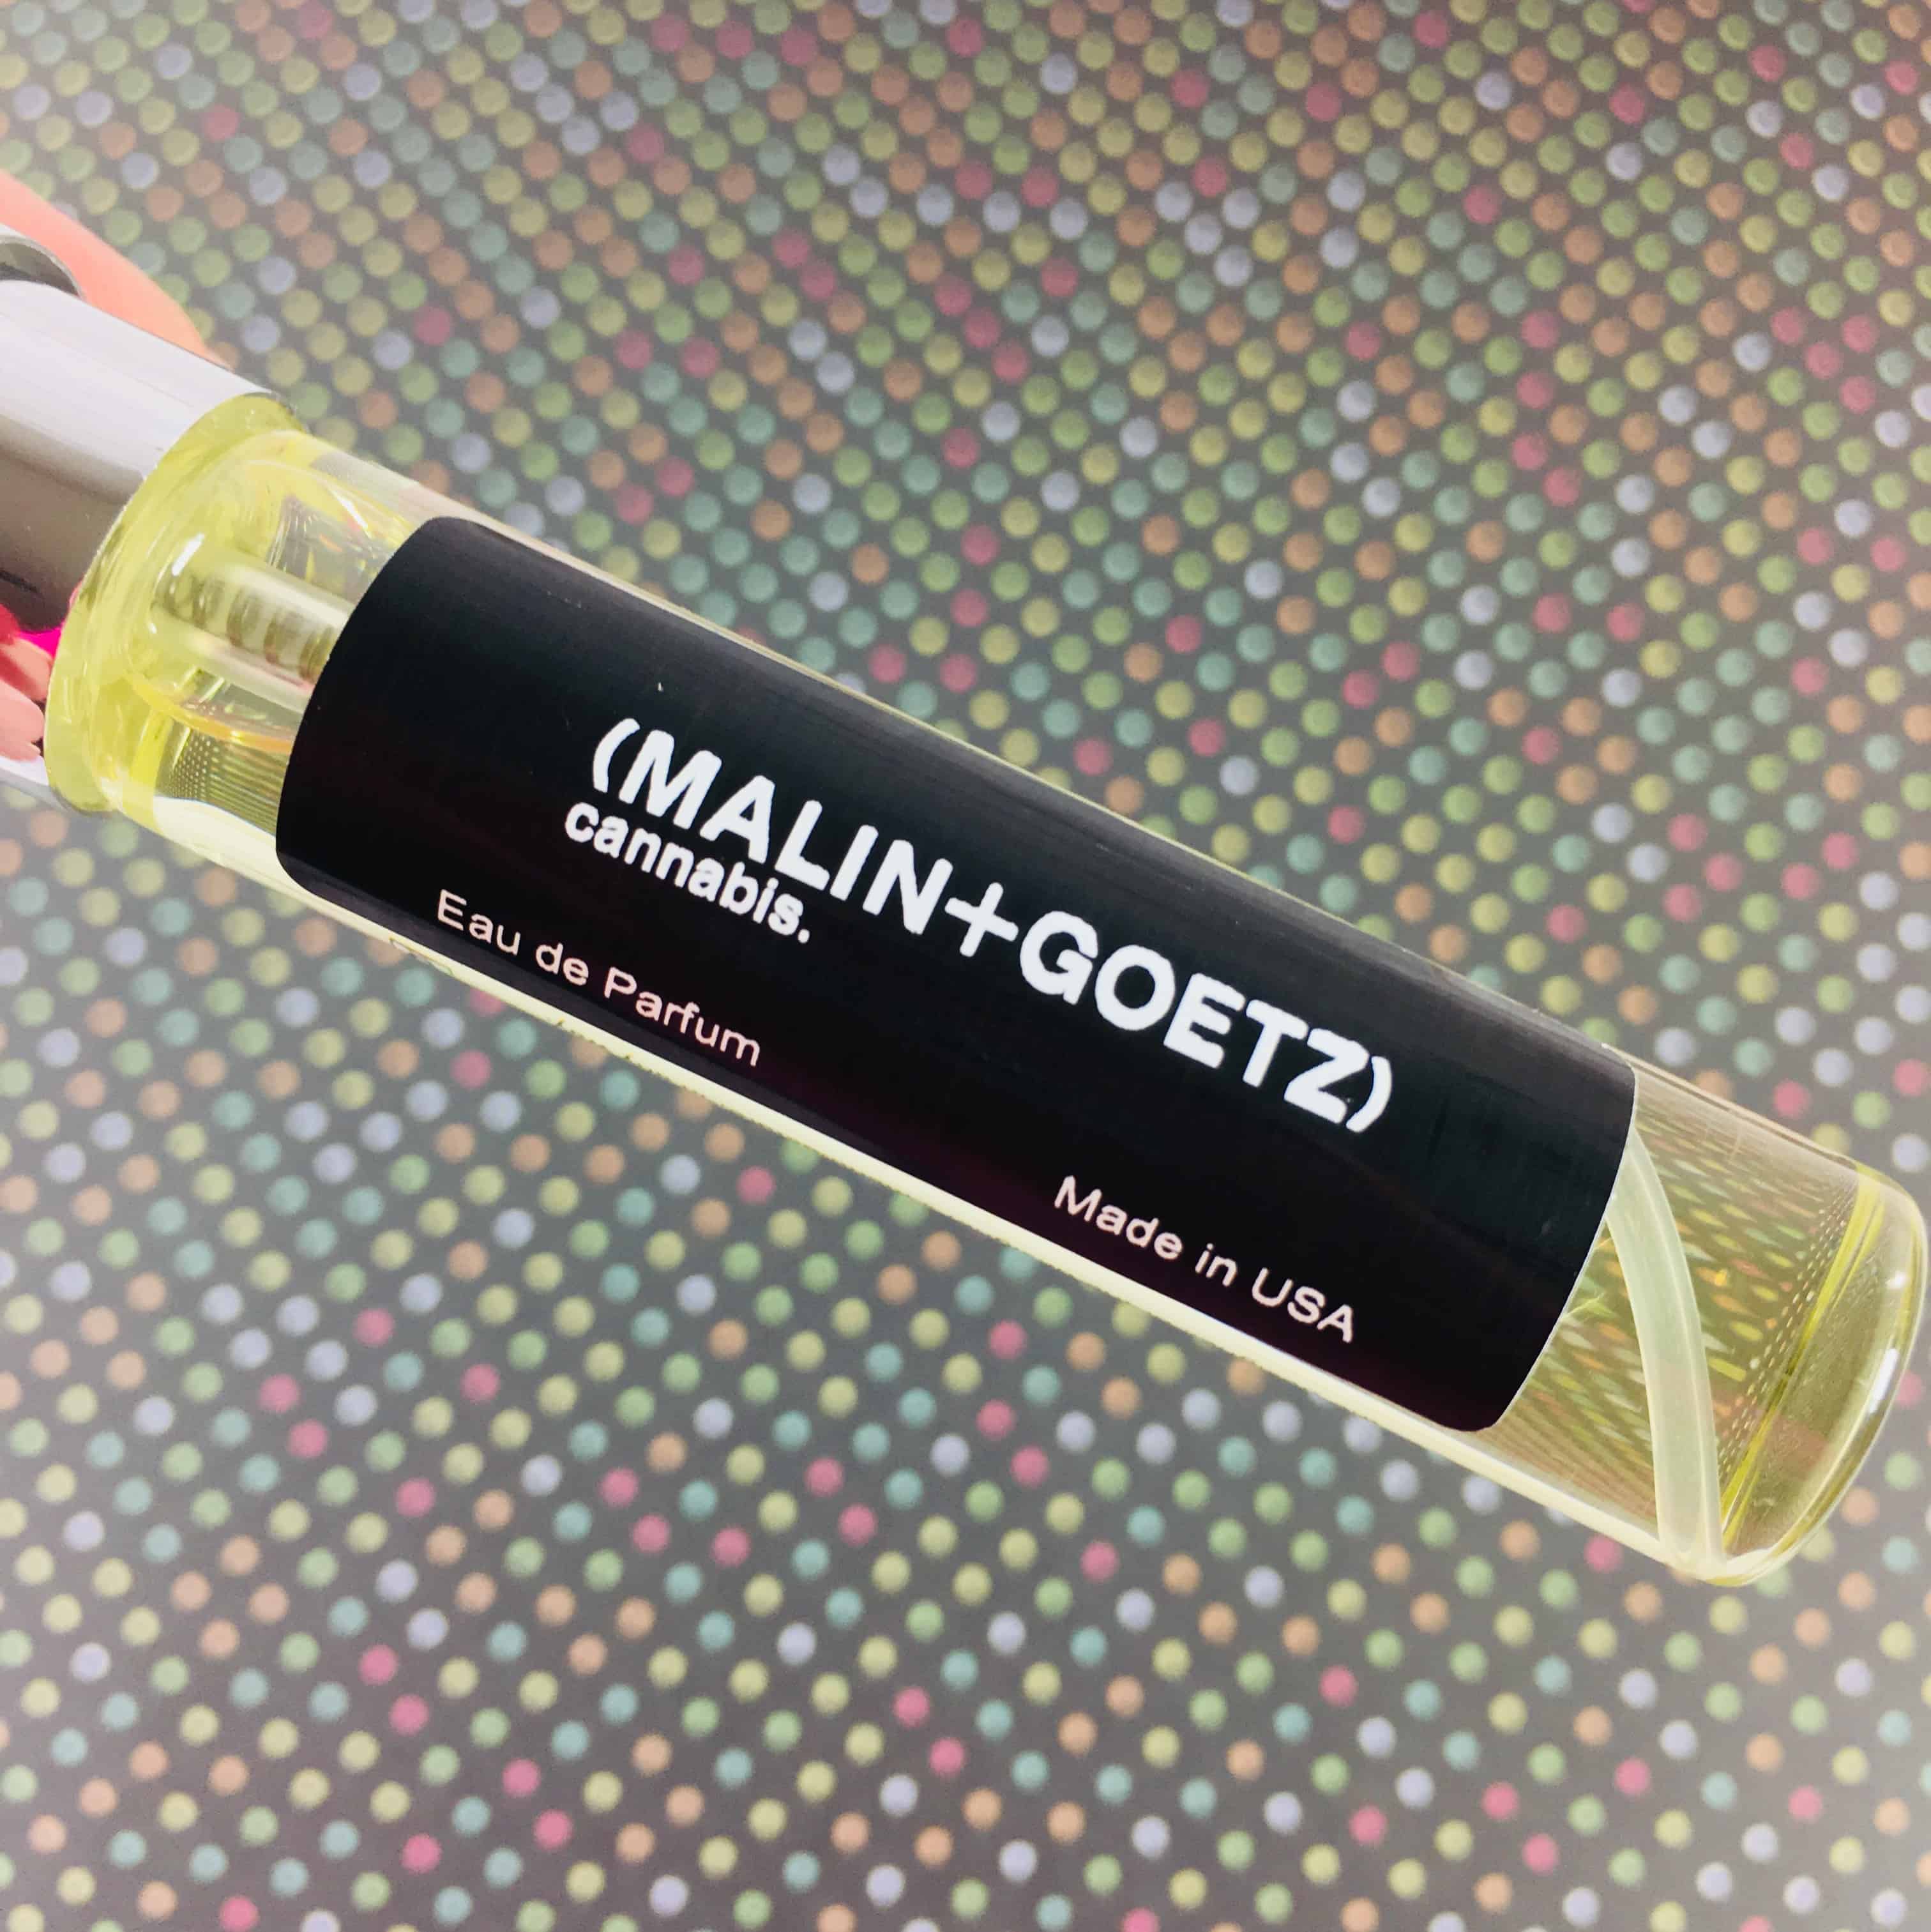 (MALIN+GOETZ)
cannabis.
Eau de Parfum
Made in USA